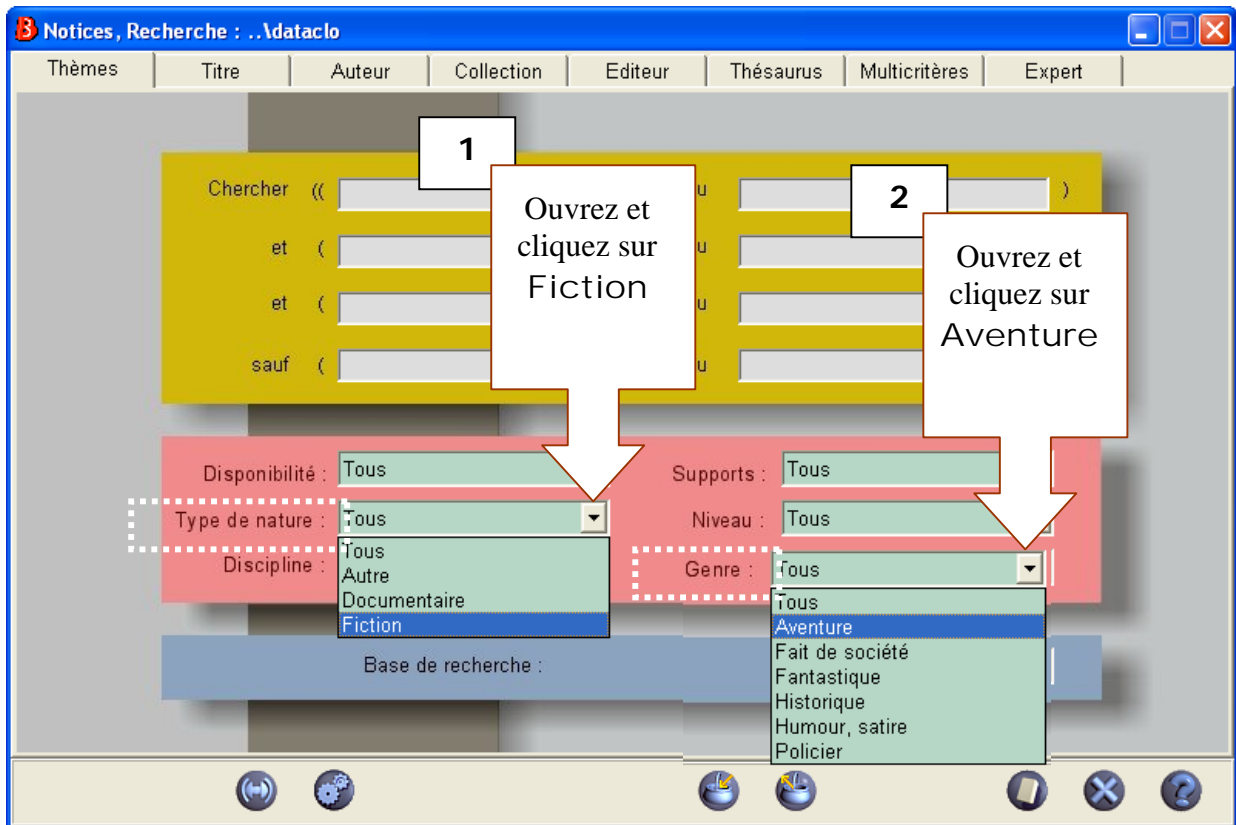 Notices, Recherche : ..\dataclo
Thèmes Titre Auteur Collection Editeur Thésaurus Multicritères Expert
1
Chercher (( u )
2
Ouvrez et
cliquez sur
Fiction
Ouvrez et
cliquez sur
Aventure
et ( u
et ( u
sauf ( u
Disponibilité : Tous Supports : Tous
Type de nature : Tous Niveau : Tous
Tous
Autre
Documentaire
Fiction
Discipline : Genre : Tous
Tous
Aventure
Fait de société
Fantastique
Historique
Humour, satire
Policier
Base de recherche :